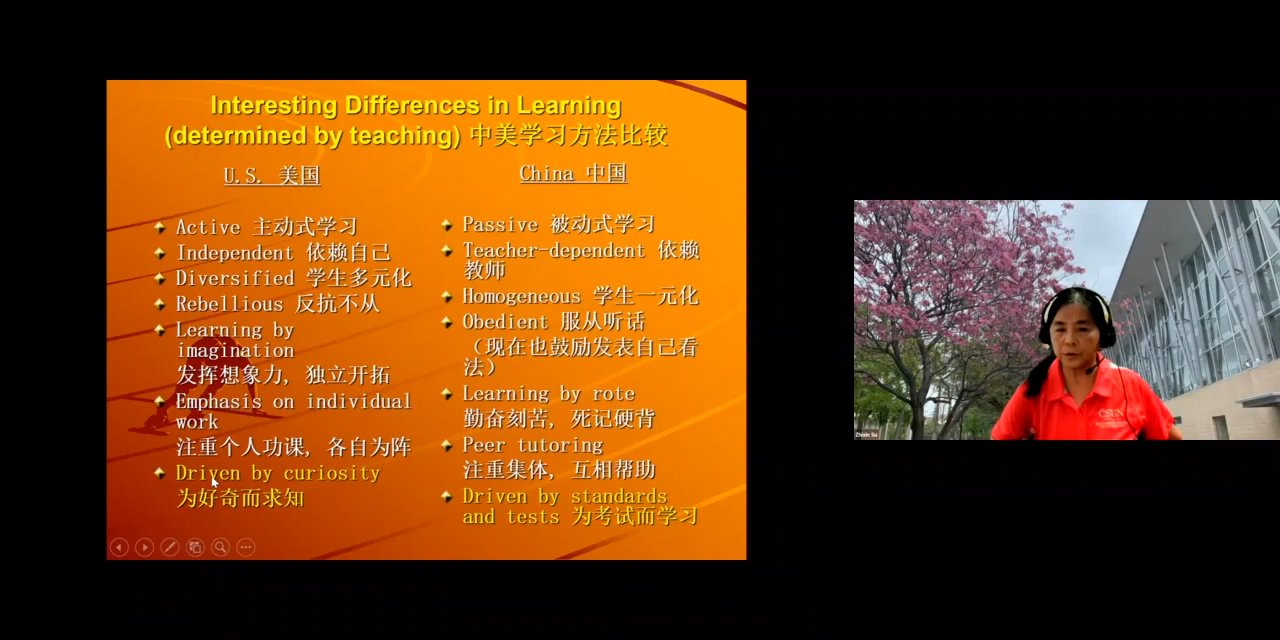 Interesting Differences in Learning
(determined by teaching) 中美学习方法比较
U.S. 美国
Active 主动式学习
Independent 依赖自己
Diversified 学生多元化
Rebellious 反抗不从
Learning by
imagination
发挥想象力, 独立开拓
Emphasis on individual
work
注重个人功课, 各自为阵
Driven by curiosity
为好奇而求知
China 中国
Passive 被动式学习
Teacher-dependent 依赖
教师
Homogeneous 学生一元化
Obedient 服从听话
(现在也鼓励发表自己看
法)
Learning by rote
勤奋刻苦, 死记硬背
Peer tutoring
注重集体, 互相帮助
Driven by standards
and tests 为考试而学习
CSUN
Zhixin Su